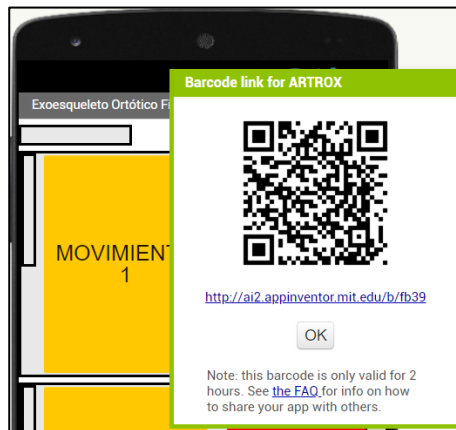 Exoesqueleto Ortótico
Barcode link for ARTROX
MOVIMIENT
1
http://ai2.appinventor.mit.edu/b/fb39
OK
Note: this barcode is only valid for 2
hours. See the FAQ for info on how
to share your app with others.